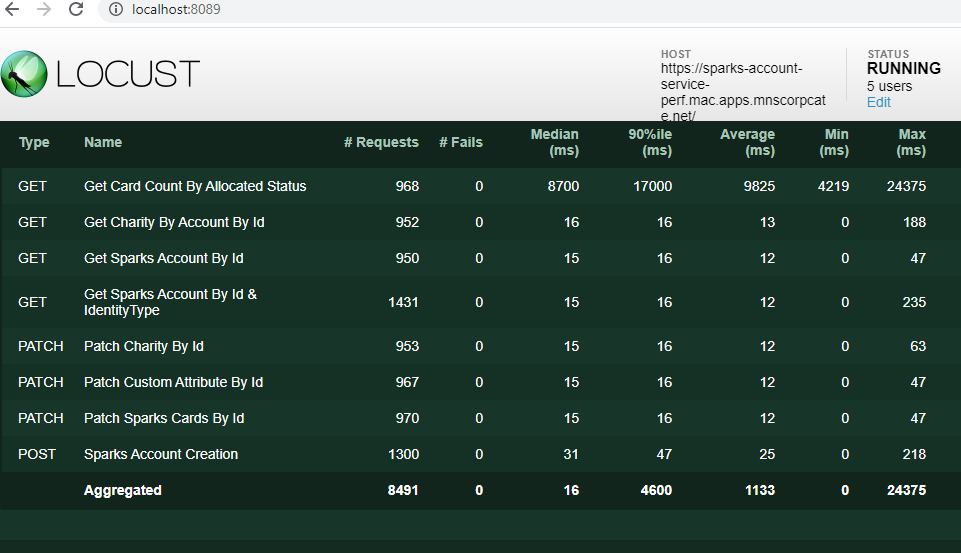 localhost:8089
LOCUST
HOST
https://sparks-account-
service-
perf.mac.apps.mnscorpcat
e.net/
STATUS
RUNNING
5 users
Edit
Type Name # Requests # Fails Median (ms) 90%ile (ms) Average (ms) Min (ms) Max (ms)
GET Get Card Count By Allocated Status 968 0 8700 17000 9825 4219 24375
GET Get Charity By Account By Id 952 0 16 16 13 0 188
GET Get Sparks Account By Id 950 0 15 16 12 0 47
GET Get Sparks Account By Id & IdentityType 1431 0 15 16 12 0 235
PATCH Patch Charity By Id 953 0 15 16 12 0 63
PATCH Patch Custom Attribute By Id 967 0 15 16 12 0 47
PATCH Patch Sparks Cards By Id 970 0 15 16 12 0 47
POST Sparks Account Creation 1300 0 31 47 25 0 218
Aggregated 8491 0 16 4600 1133 0 24375